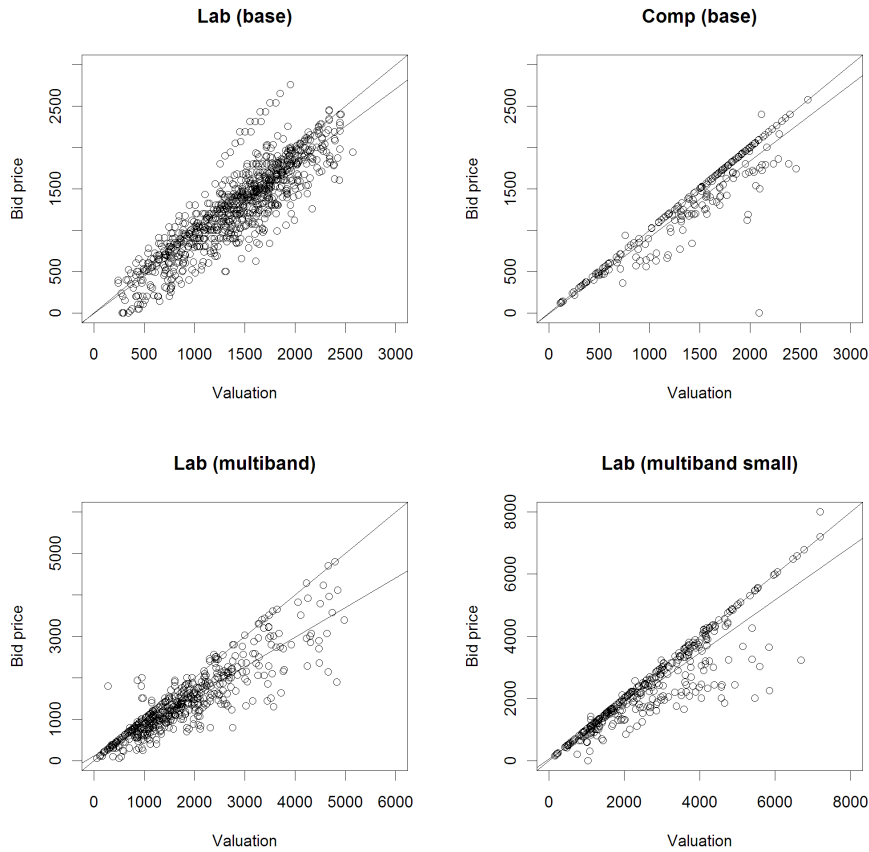 Lab (base)
Bid price
2500
1500
500
0
0 500 1000 1500 2000 2500 3000
Valuation
Comp (base)
Bid price
2500
1500
500
0
0 500 1000 1500 2000 2500 3000
Valuation
Lab (multiband)
Bid price
5000
3000
1000
0
0 1000 2000 3000 4000 5000 6000
Valuation
Lab (multiband small)
Bid price
8000
6000
4000
2000
0
0 2000 4000 6000 8000
Valuation